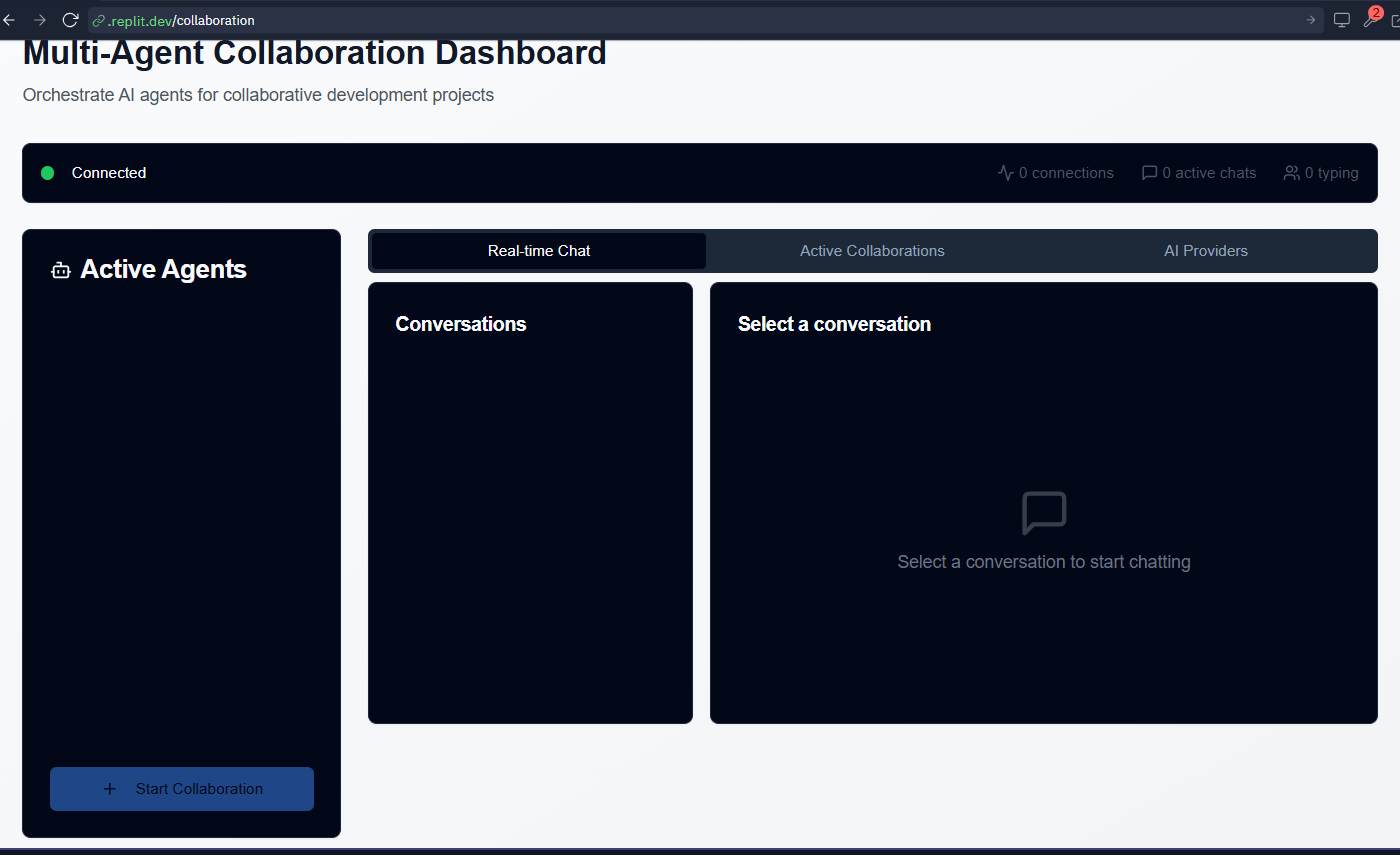 .replit.dev/collaboration
2
Multi-Agent Collaboration Dashboard
Orchestrate AI agents for collaborative development projects
Connected
0 connections
0 active chats
0 typing
Active Agents
Real-time Chat
Active Collaborations
AI Providers
Conversations
Select a conversation
Select a conversation to start chatting
Start Collaboration